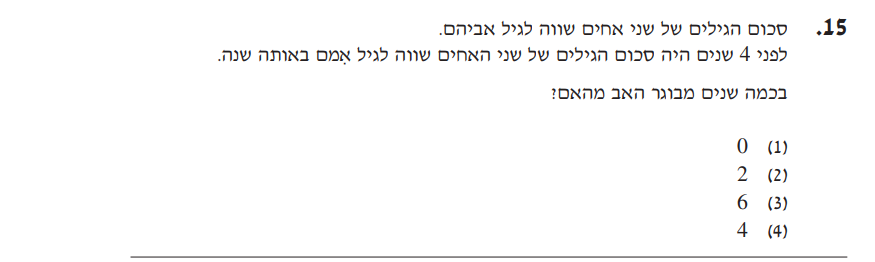 15. סכום הגילים של שני אחים שווה לגיל אביהם.
לפני 4 שנים היה סכום הגילים של שני האחים שווה לגיל אִמם באותה שנה.
בכמה שנים מבוגר האב מהאם?
(1) 0
(2) 2
(3) 6
(4) 4